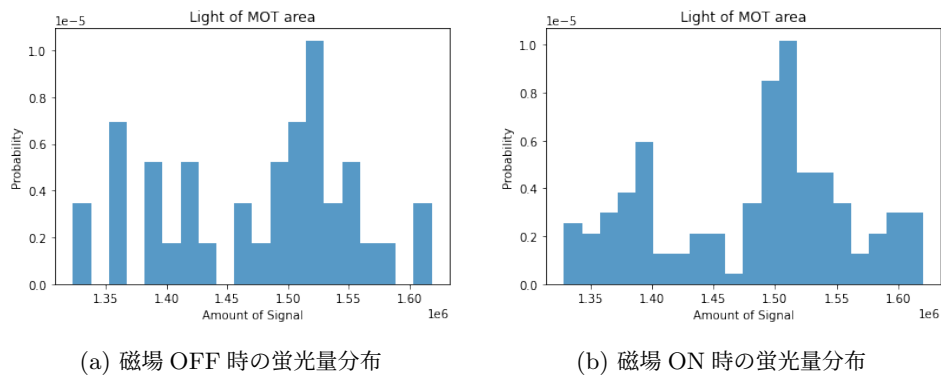 Light of MOT area
1e−5
1.0
0.8
0.6
0.4
0.2
0.0
Probability
1.35
1.40
1.45
1.50
1.55
1.60
Amount of Signal
1e6
(a) 磁場 OFF 時の蛍光量分布
Light of MOT area
1e−5
1.0
0.8
0.6
0.4
0.2
0.0
Probability
1.35
1.40
1.45
1.50
1.55
1.60
Amount of Signal
1e6
(b) 磁場 ON 時の蛍光量分布